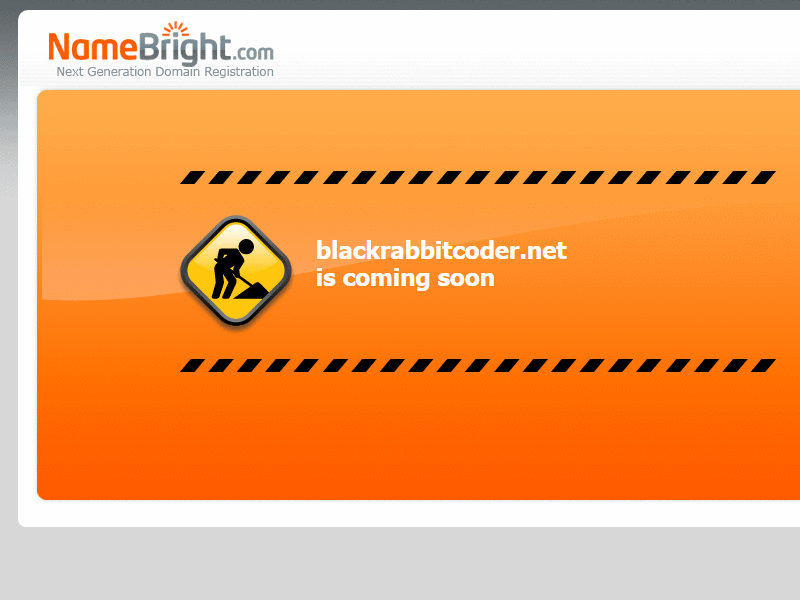 NameBright.com
Next Generation Domain Registration
blackrabbitcoder.net
is coming soon